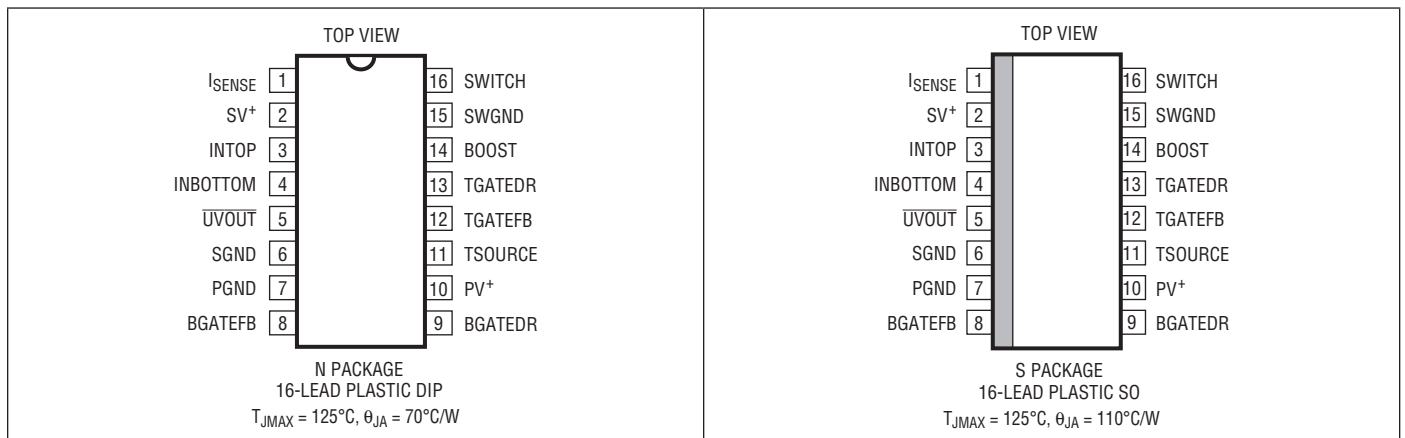 TOP VIEW
ISENSE 1 16 SWITCH
SV+ 2 15 SWGND
INTOP 3 14 BOOST
INBOTTOM 4 13 TGATEDR
UVOUT 5 12 TGATEFB
SGND 6 11 TSOURCE
PGND 7 10 PV+
BGATEFB 8 9 BGATEDR
N PACKAGE
16-LEAD PLASTIC DIP
TJMAX = 125°C, θJA = 70°C/W
TOP VIEW
ISENSE 1 16 SWITCH
SV+ 2 15 SWGND
INTOP 3 14 BOOST
INBOTTOM 4 13 TGATEDR
UVOUT 5 12 TGATEFB
SGND 6 11 TSOURCE
PGND 7 10 PV+
BGATEFB 8 9 BGATEDR
S PACKAGE
16-LEAD PLASTIC SO
TJMAX = 125°C, θJA = 110°C/W